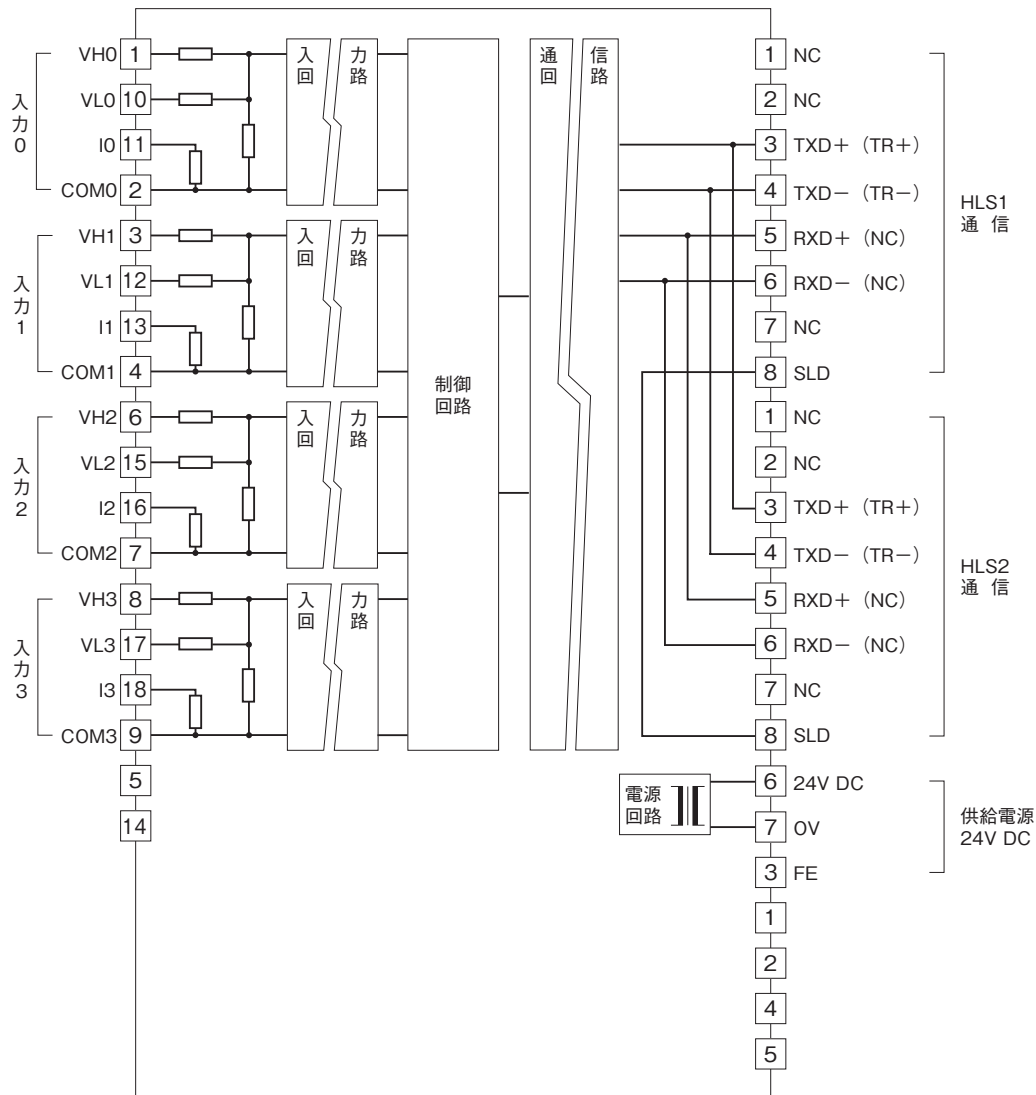 入力0
VH0 1
VL0 10
I0 11
COM0 2
入力1
VH1 3
VL1 12
I1 13
COM1 4
入力2
VH2 6
VL2 15
I2 16
COM2 7
入力3
VH3 8
VL3 17
I3 18
COM3 9
5
14
入力
回路
入力
回路
入力
回路
入力
回路
制御
回路
通信
回路
1 NC
2 NC
3 TXD+（TR+）
4 TXD−（TR−）
5 RXD+（NC）
6 RXD−（NC）
7 NC
8 SLD
HLS1
通 信
1 NC
2 NC
3 TXD+（TR+）
4 TXD−（TR−）
5 RXD+（NC）
6 RXD−（NC）
7 NC
8 SLD
HLS2
通 信
電源
回路
6 24V DC
7 0V
3 FE
供給電源
24V DC
1
2
4
5